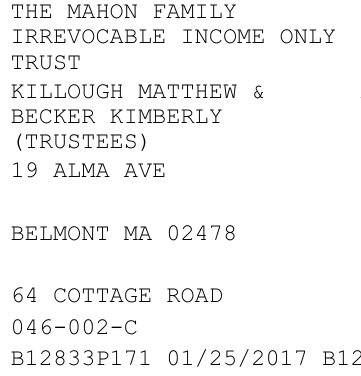 THE MAHON FAMILY
IRREVOCABLE INCOME ONLY
TRUST
KILLOUGH MATTHEW &
BECKER KIMBERLY
(TRUSTEES)
19 ALMA AVE
BELMONT MA 02478
64 COTTAGE ROAD
046-002-C
B12833P171 01/25/2017 B12